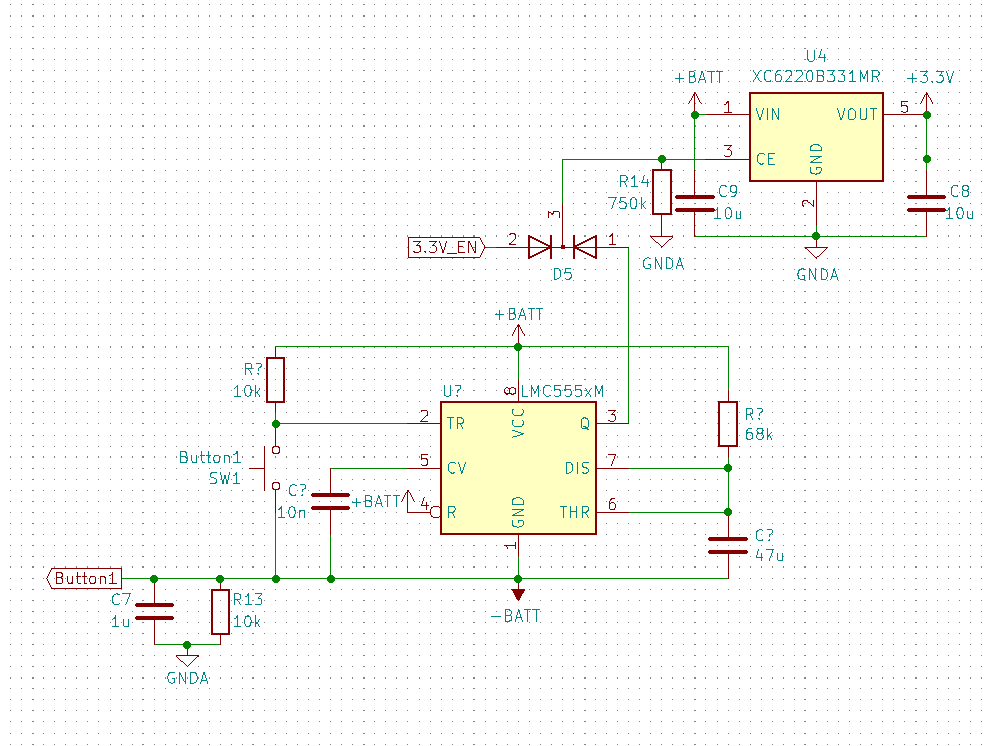 U4
XC6220B331MR
+BATT
+3.3V
1
VIN
VOUT
5
3
CE
GND
2
R14
750k
C9
10u
C8
10u
GNDA
GNDA
3.3V_EN
2
3
1
D5
+BATT
R?
10k
U?
8
LMC555xM
VCC
2
TR
Q
3
R?
68k
Button1
SW1
5
CV
DIS
7
C?
10n
+BATT
4
R
GND
THR
6
1
C?
47u
Button1
C7
1u
R13
10k
-BATT
GNDA